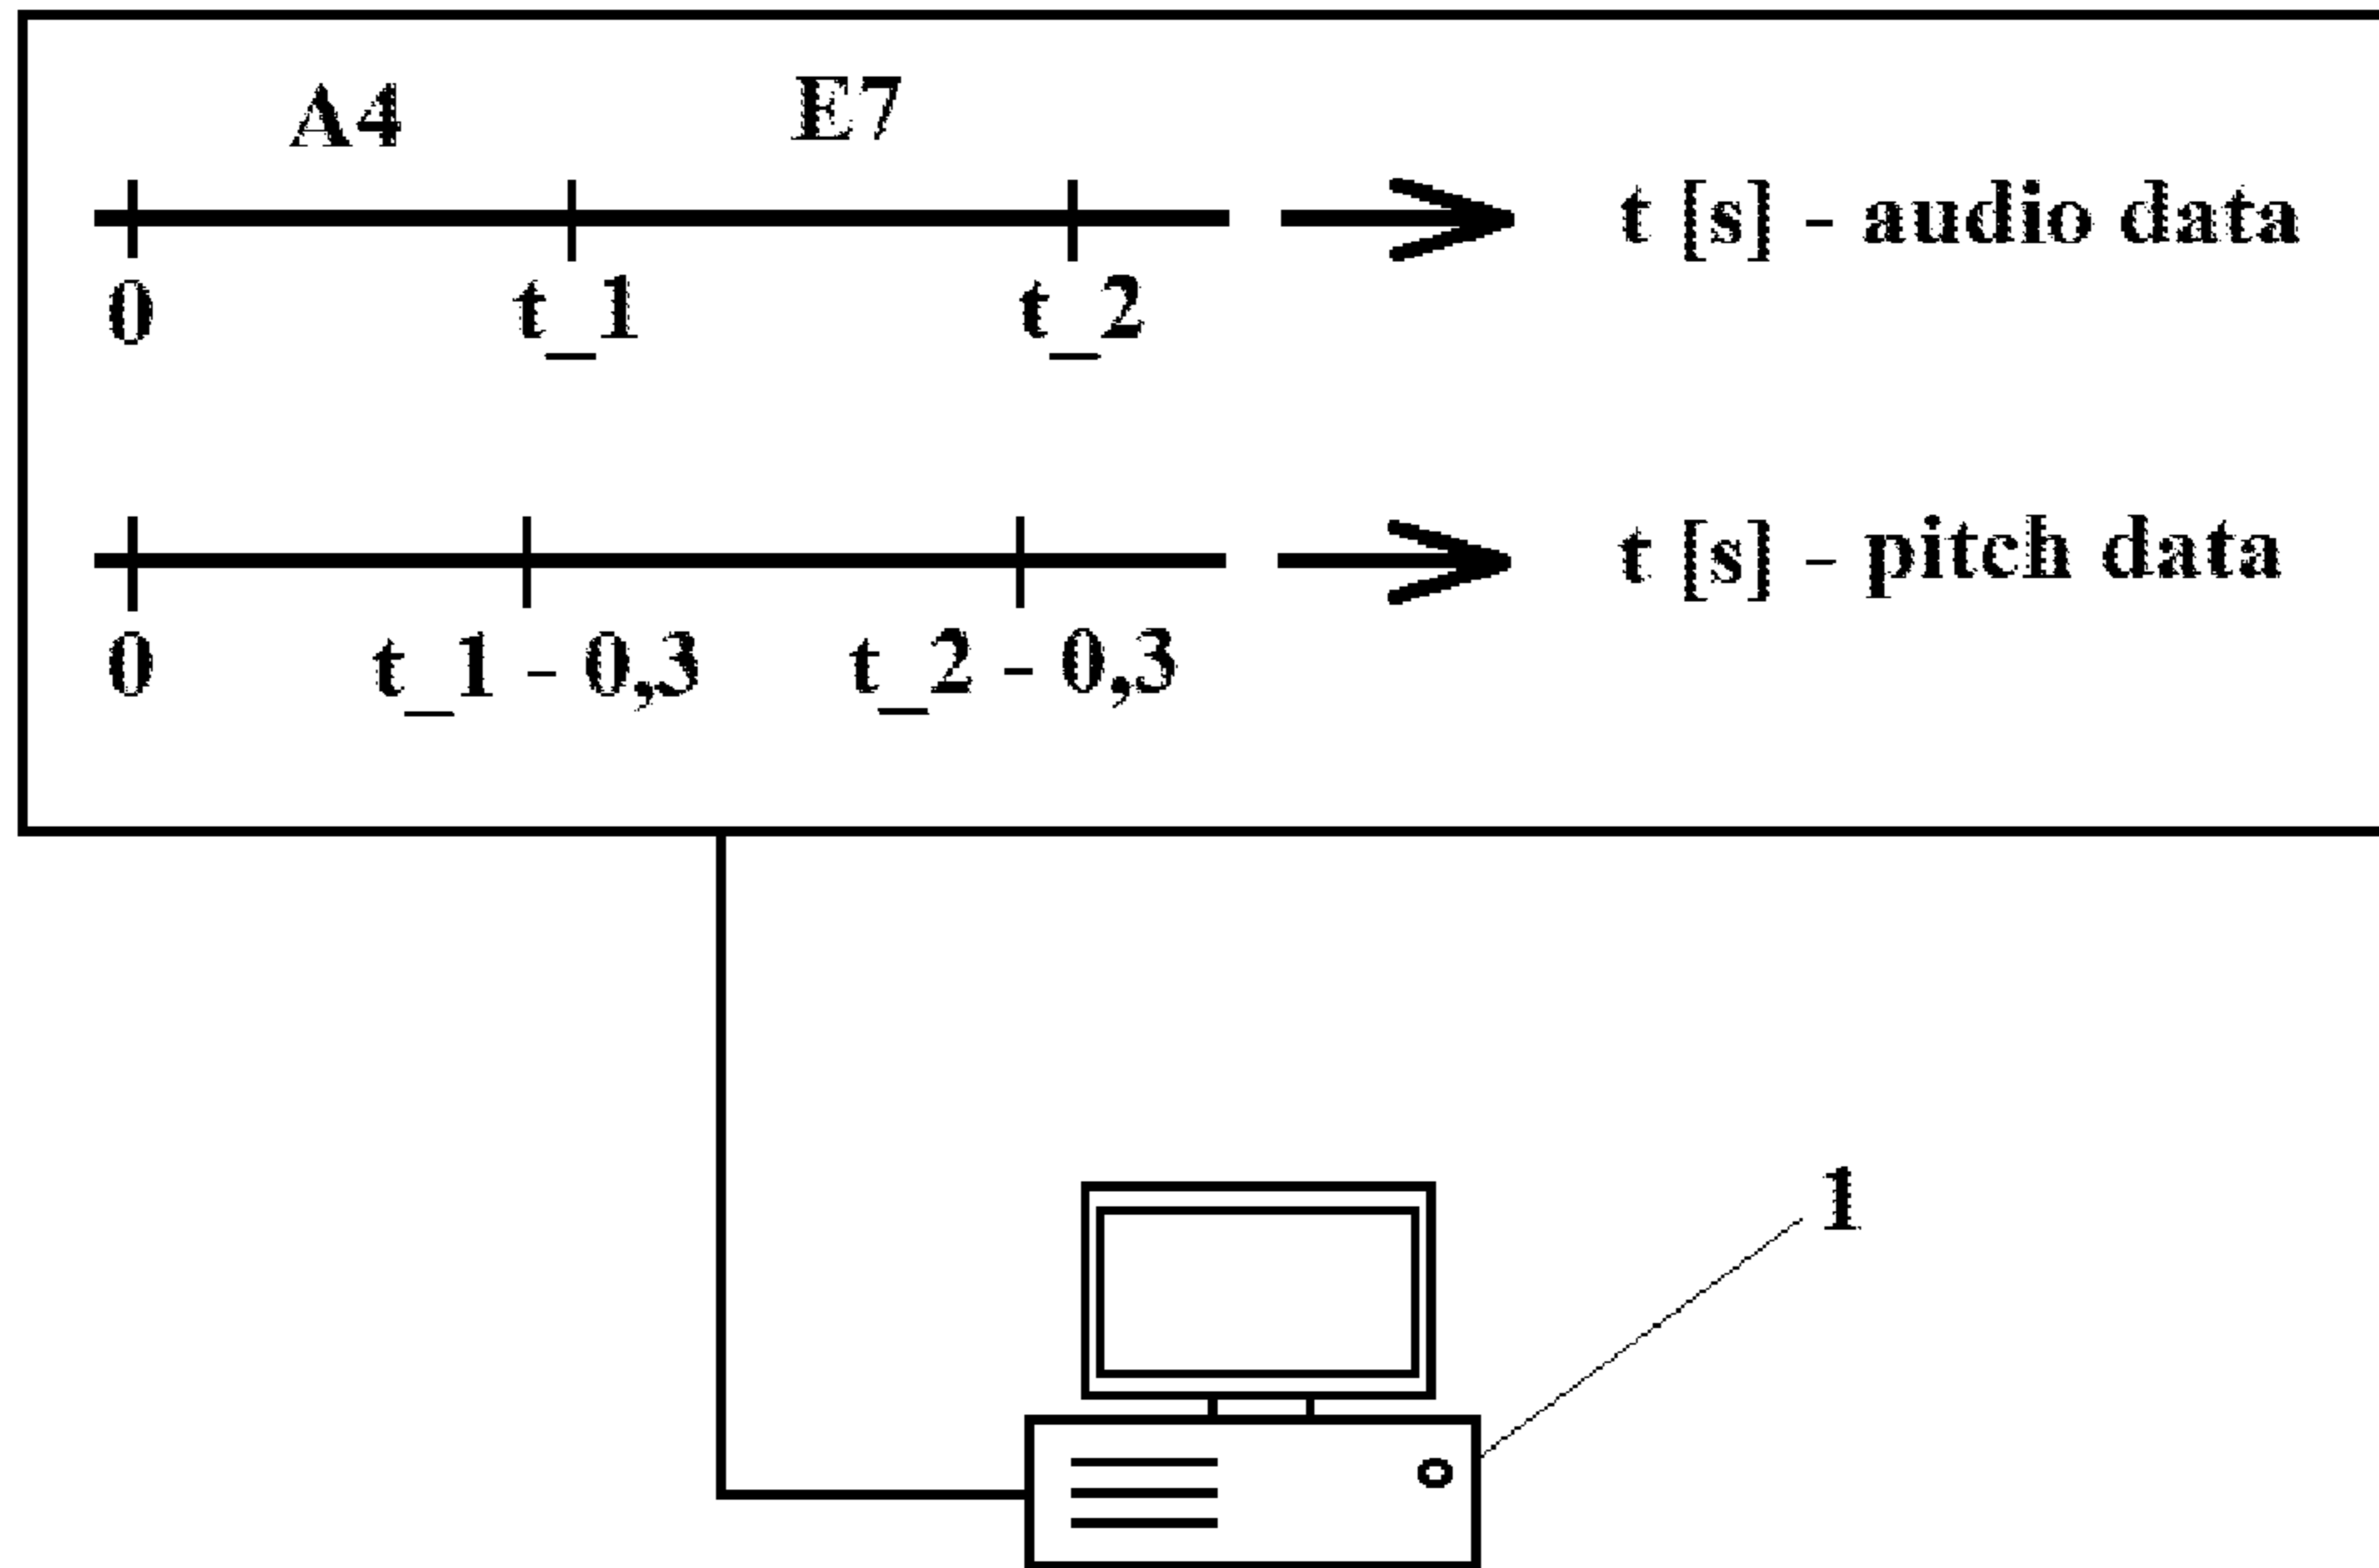 A4 E7
t [s] - audio data
0 t_1 t_2
t [s] - pitch data
0 t_1 - 0,3 t_2 - 0,3
1